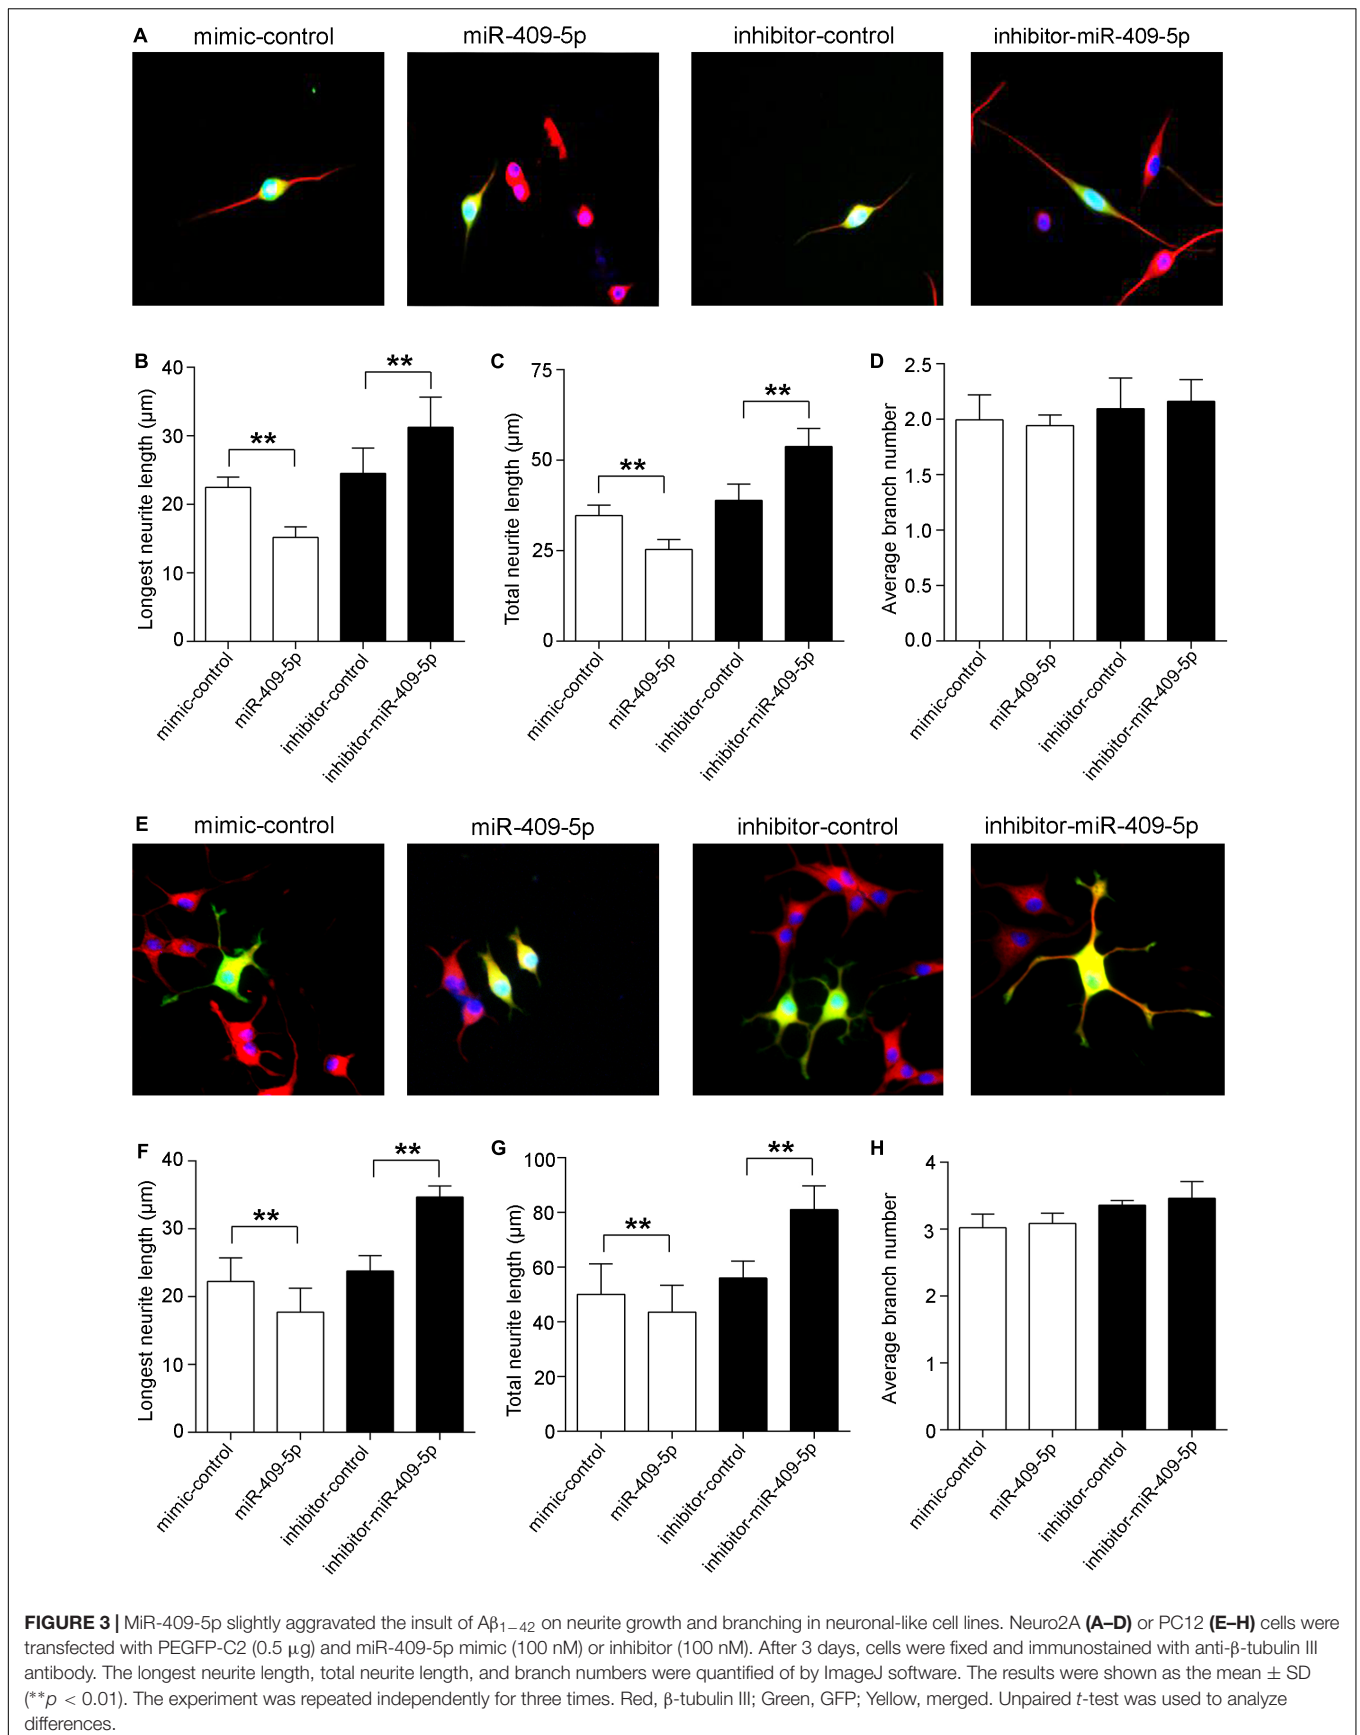 A
mimic-control
miR-409-5p
inhibitor-control
inhibitor-miR-409-5p
B
Longest neurite length (μm)
40
30
20
10
0
**
**
mimic-control
miR-409-5p
inhibitor-control
inhibitor-miR-409-5p
C
Total neurite length (μm)
75
50
25
0
**
**
mimic-control
miR-409-5p
inhibitor-control
inhibitor-miR-409-5p
D
Average branch number
2.5
2.0
1.5
1.0
0.5
0.0
mimic-control
miR-409-5p
inhibitor-control
inhibitor-miR-409-5p
E
mimic-control
miR-409-5p
inhibitor-control
inhibitor-miR-409-5p
F
Longest neurite length (μm)
40
30
20
10
0
**
**
mimic-control
miR-409-5p
inhibitor-control
inhibitor-miR-409-5p
G
Total neurite length (μm)
100
80
60
40
20
0
**
**
mimic-control
miR-409-5p
inhibitor-control
inhibitor-miR-409-5p
H
Average branch number
4
3
2
1
0
mimic-control
miR-409-5p
inhibitor-control
inhibitor-miR-409-5p
FIGURE 3 | MiR-409-5p slightly aggravated the insult of Aβ1−42 on neurite growth and branching in neuronal-like cell lines. Neuro2A (A–D) or PC12 (E–H) cells were
transfected with PEGFP-C2 (0.5 μg) and miR-409-5p mimic (100 nM) or inhibitor (100 nM). After 3 days, cells were fixed and immunostained with anti-β-tubulin III
antibody. The longest neurite length, total neurite length, and branch numbers were quantified of by ImageJ software. The results were shown as the mean ± SD
(**p < 0.01). The experiment was repeated independently for three times. Red, β-tubulin III; Green, GFP; Yellow, merged. Unpaired t-test was used to analyze
differences.